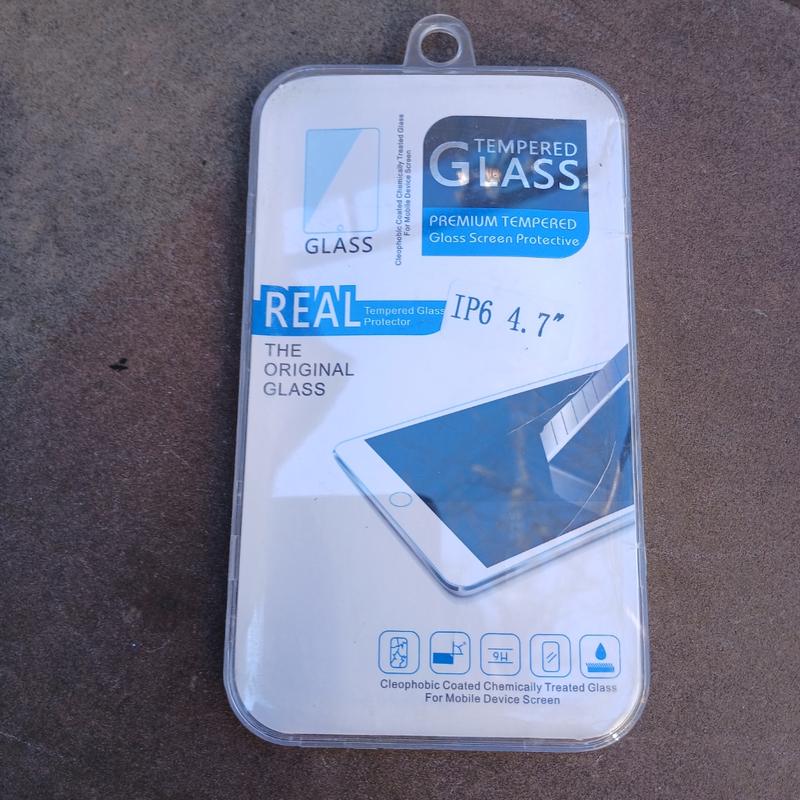 GLASS
Cleophobic Coated Chemically Treated Glass
For Mobile Device Screen
TEMPERED
GLASS
PREMIUM TEMPERED
Glass Screen Protective
REAL
Tempered Glass
Protector
IP6 4.7"
THE
ORIGINAL
GLASS
9H
Cleophobic Coated Chemically Treated Glass
For Mobile Device Screen